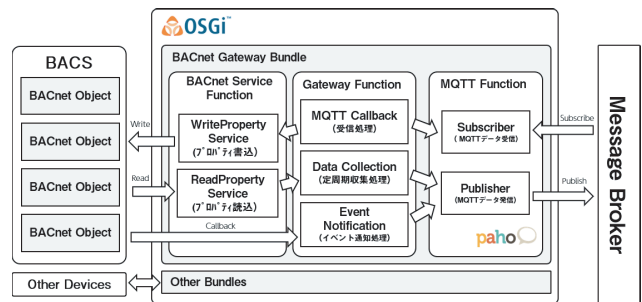 OSGi™
BACnet Gateway Bundle
BACS
BACnet Object
BACnet Object
BACnet Object
BACnet Object
Other Devices
Write
Read
Callback
BACnet Service
Function
WriteProperty
Service
(ﾌﾟﾛﾊﾟﾃｨ書込)
ReadProperty
Service
(ﾌﾟﾛﾊﾟﾃｨ読込)
Gateway Function
MQTT Callback
(受信処理)
Data Collection
(定周期収集処理)
Event
Notification
(イベント通知処理)
MQTT Function
Subscriber
(MQTTデータ受信)
Publisher
(MQTTデータ発信)
paho
Other Bundles
Subscribe
Publish
Message Broker